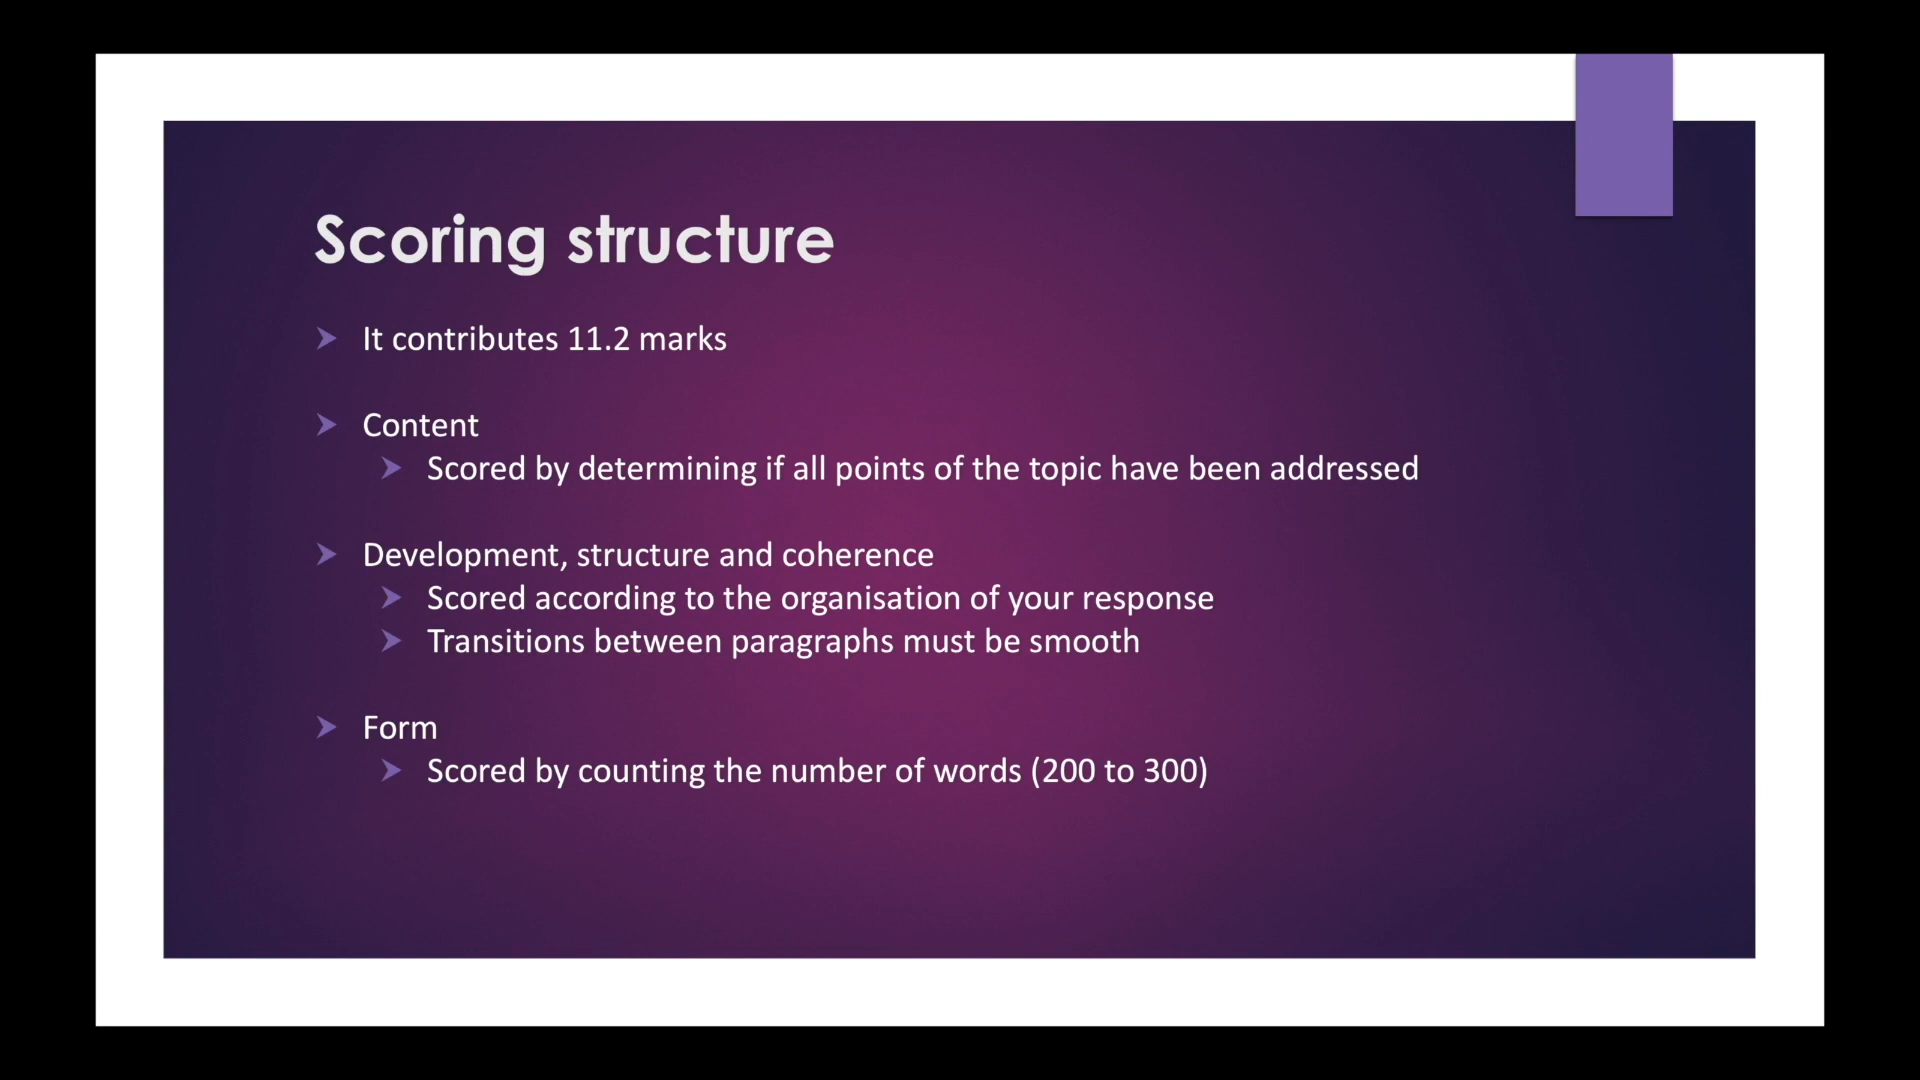 Scoring structure
It contributes 11.2 marks
Content
Scored by determining if all points of the topic have been addressed
Development, structure and coherence
Scored according to the organisation of your response
Transitions between paragraphs must be smooth
Form
Scored by counting the number of words (200 to 300)